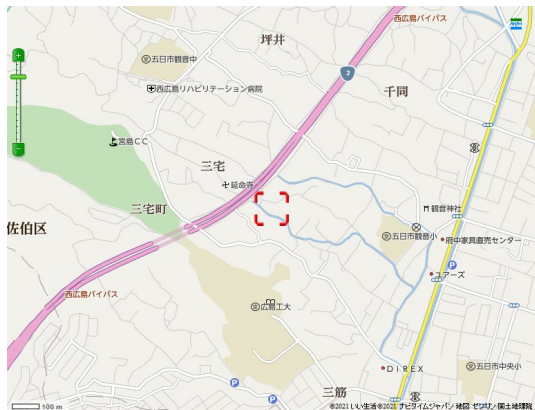 西広島バイパス
坪井
五日市観音中
2
西広島リハビリテーション病院
千同
宮島CC
三宅
延命寺
三宅町
観音神社
佐伯区
五日市観音小
府中家具直売センター
ユアーズ
P
西広島バイパス
広島工大
DIREX
五日市中央小
P
P
三筋
100 m
©2021 いい生活©2021 ナビタイムジャパン 地図 ゼンリン国土地理院